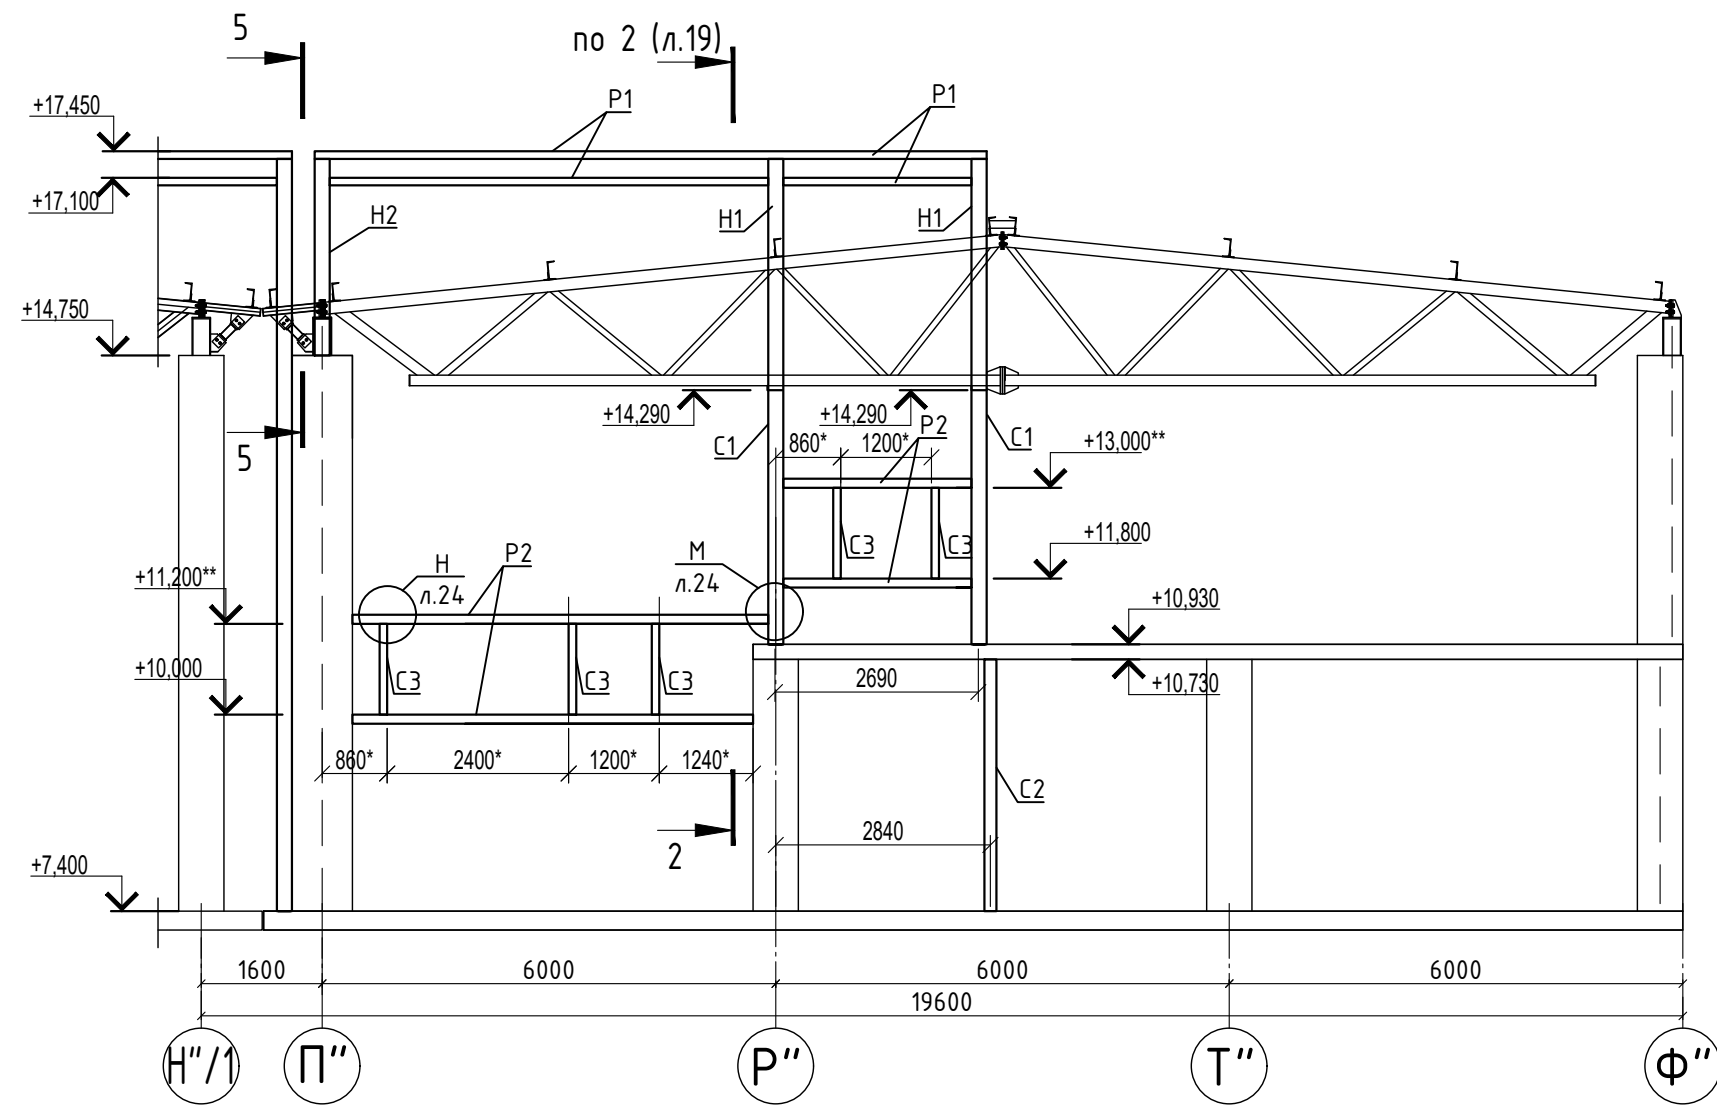 5
по 2 (л.19)
+17,450
Р1
Р1
+17,100
Н2
Н1
Н1
+14,750
+14,290
+14,290
5
С1
860*
1200*
Р2
С1
+13,000**
С3
С3
+11,800
Н
л.24
Р2
М
л.24
+11,200**
+10,930
+10,000
С3
С3
С3
2690
+10,730
860*
2400*
1200*
1240*
С2
2840
2
+7,400
1600
6000
6000
6000
19600
Н"/1
П"
Р"
Т"
Ф"